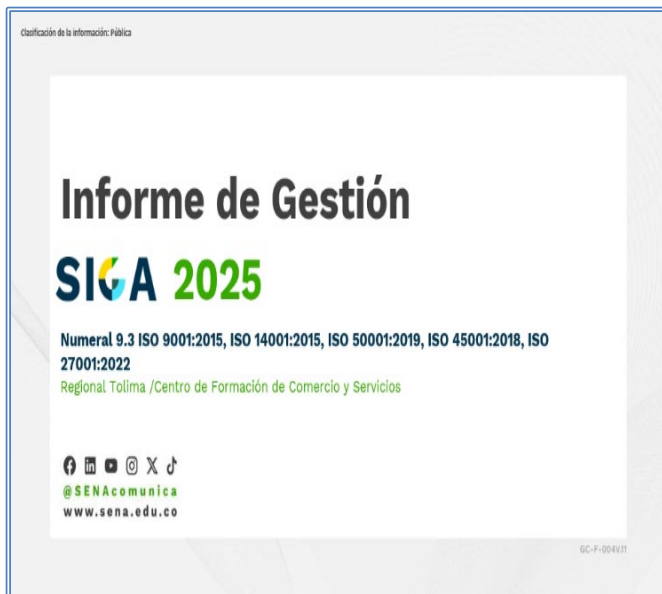 Clasificación de la información: Pública
Informe de Gestión
SIGA 2025
Numeral 9.3 ISO 9001:2015, ISO 14001:2015, ISO 50001:2019, ISO 45001:2018, ISO
27001:2022
Regional Tolima /Centro de Formación de Comercio y Servicios
@SENAcomunica
www.sena.edu.co
GC-F-004V.11